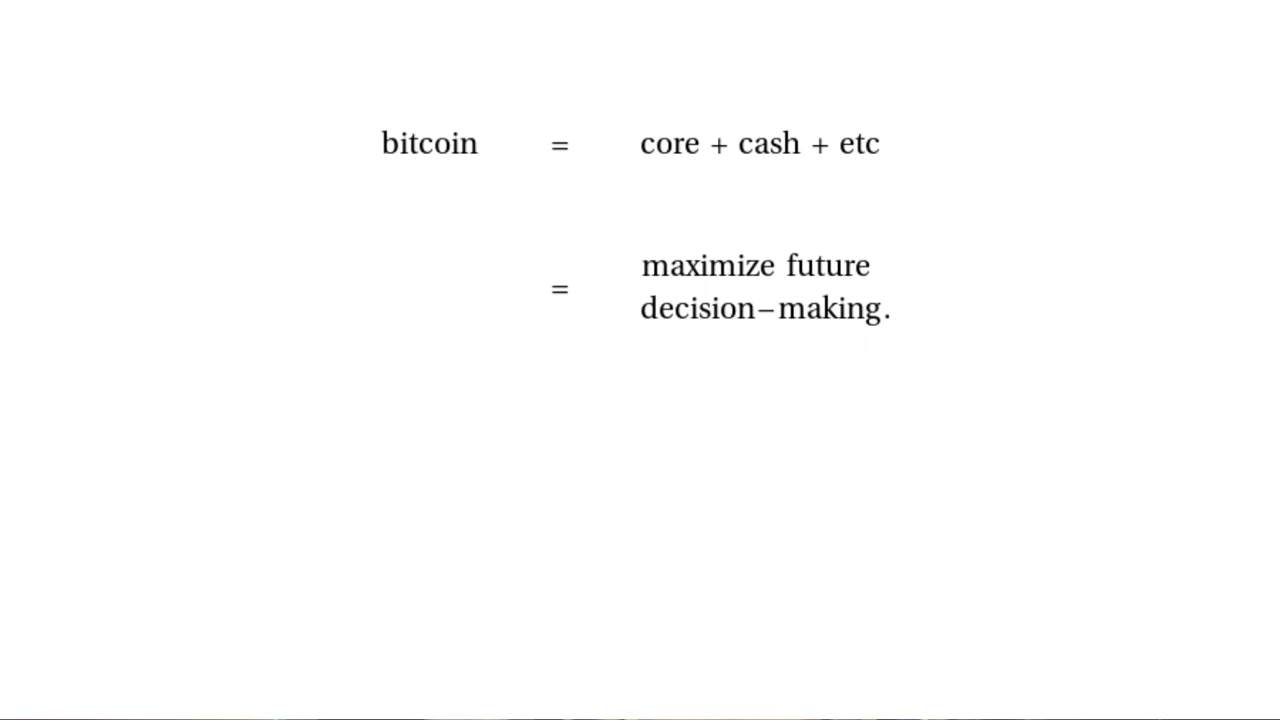 bitcoin = core + cash + etc
= maximize future
decision–making.